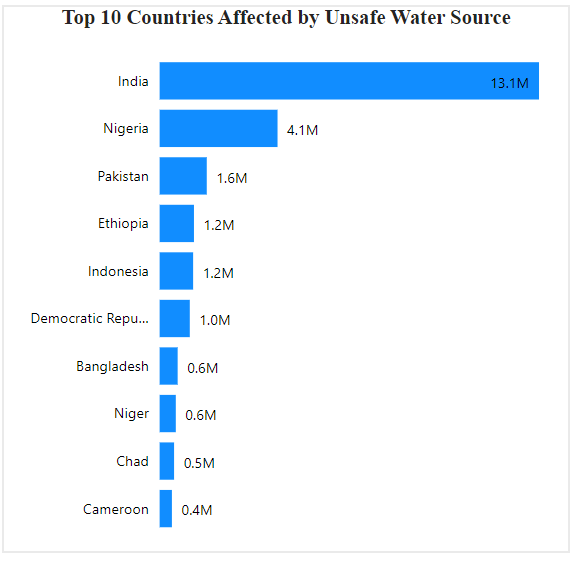 Top 10 Countries Affected by Unsafe Water Source
India 13.1M
Nigeria 4.1M
Pakistan 1.6M
Ethiopia 1.2M
Indonesia 1.2M
Democratic Repu... 1.0M
Bangladesh 0.6M
Niger 0.6M
Chad 0.5M
Cameroon 0.4M